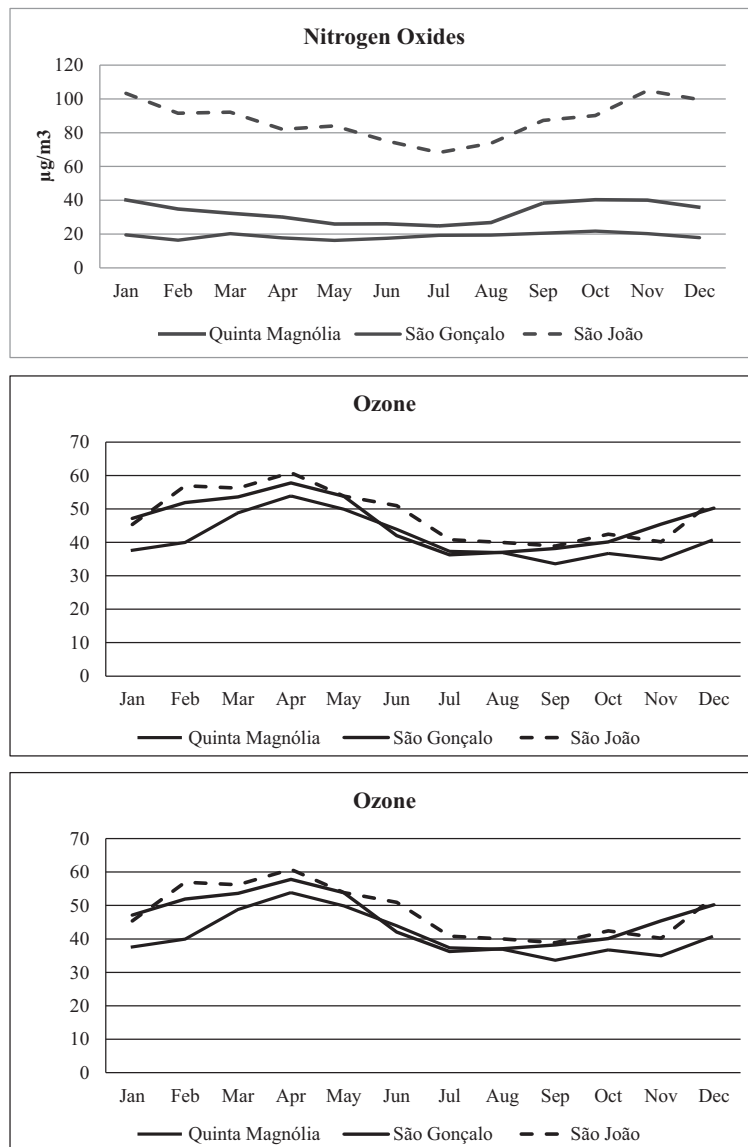 Nitrogen Oxides
120
100
80
60
40
20
0
µg/m3
Jan Feb Mar Apr May Jun Jul Aug Sep Oct Nov Dec
Quinta Magnólia São Gonçalo São João
Ozone
70
60
50
40
30
20
10
0
Jan Feb Mar Apr May Jun Jul Aug Sep Oct Nov Dec
Quinta Magnólia São Gonçalo São João
Ozone
70
60
50
40
30
20
10
0
Jan Feb Mar Apr May Jun Jul Aug Sep Oct Nov Dec
Quinta Magnólia São Gonçalo São João